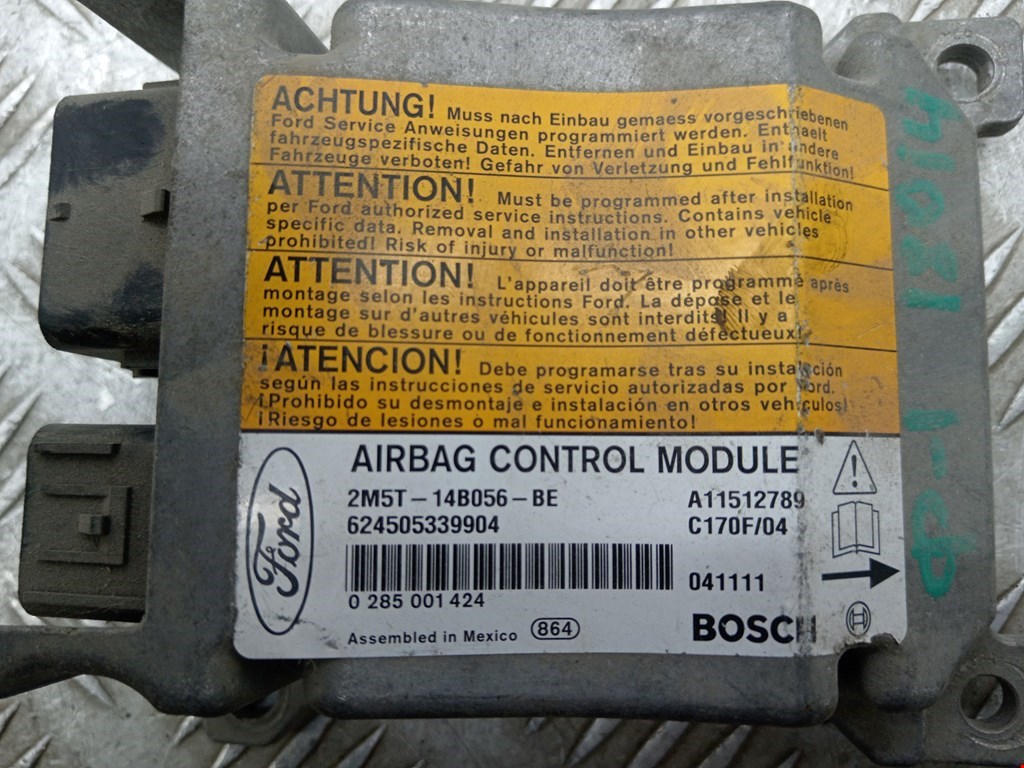 ACHTUNG! Muss nach Einbau gemaess vorgeschriebenen
Ford Service Anweisungen programmiert werden. Enthaelt
fahrzeugspezifische Daten. Entfernen und Einbau in andere
Fahrzeuge verboten! Gefahr von Verletzung und Fehlfunktion!
ATTENTION! Must be programmed after installation
per Ford authorized service instructions. Contains vehicle
specific data. Removal and installation in other vehicles
prohibited! Risk of injury or malfunction!
ATTENTION! L'appareil doit être programmé après
montage selon les instructions Ford. La dépose et le
montage sur d'autres véhicules sont interdits! Il y a
risque de blessure ou de fonctionnement défectueux!
¡ATENCION! Debe programarse tras su instalación
según las instrucciones de servicio autorizadas por Ford.
¡Prohibido su desmontaje e instalación en otros vehículos!
¡Riesgo de lesiones o mal funcionamiento!
AIRBAG CONTROL MODULE
2M5T-14B056-BE A11512789
624505339904 C170F/04
Ford
041111
0 285 001 424
Assembled in Mexico 864 BOSCH